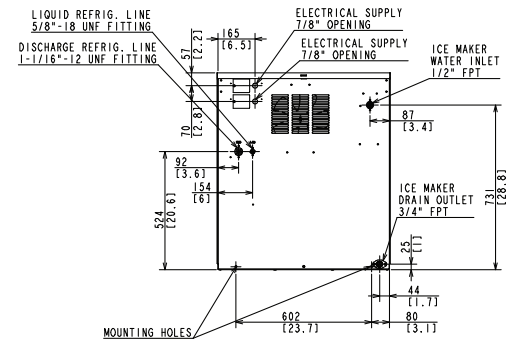 LIQUID REFRIG. LINE
5/8"-18 UNF FITTING
DISCHARGE REFRIG. LINE
1-1/16"-12 UNF FITTING
165
[6.5]
ELECTRICAL SUPPLY
7/8" OPENING
ELECTRICAL SUPPLY
7/8" OPENING
ICE MAKER
WATER INLET
1/2" FPT
57
[2.2]
70
[2.8]
87
[3.4]
92
[3.6]
154
[6]
524
[20.6]
731
[28.8]
ICE MAKER
DRAIN OUTLET
3/4" FPT
25
[1]
44
[1.7]
602
[23.7]
80
[3.1]
MOUNTING HOLES